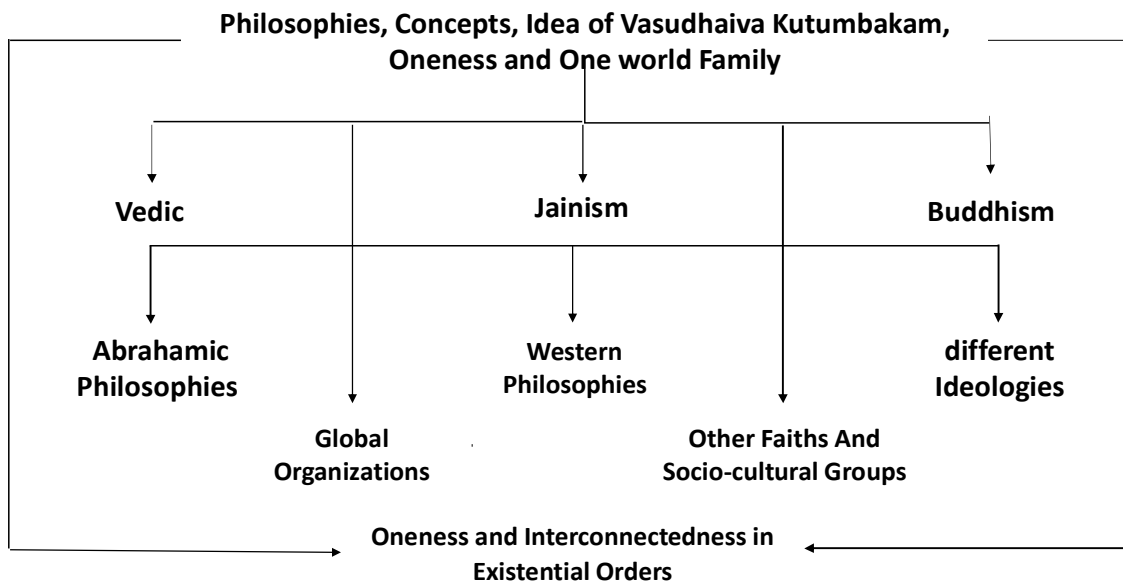 Philosophies, Concepts, Idea of Vasudhaiva Kutumbakam,
Oneness and One world Family
Vedic
Jainism
Buddhism
Abrahamic
Philosophies
Western
Philosophies
different
Ideologies
Global
Organizations
Other Faiths And
Socio-cultural Groups
Oneness and Interconnectedness in
Existential Orders